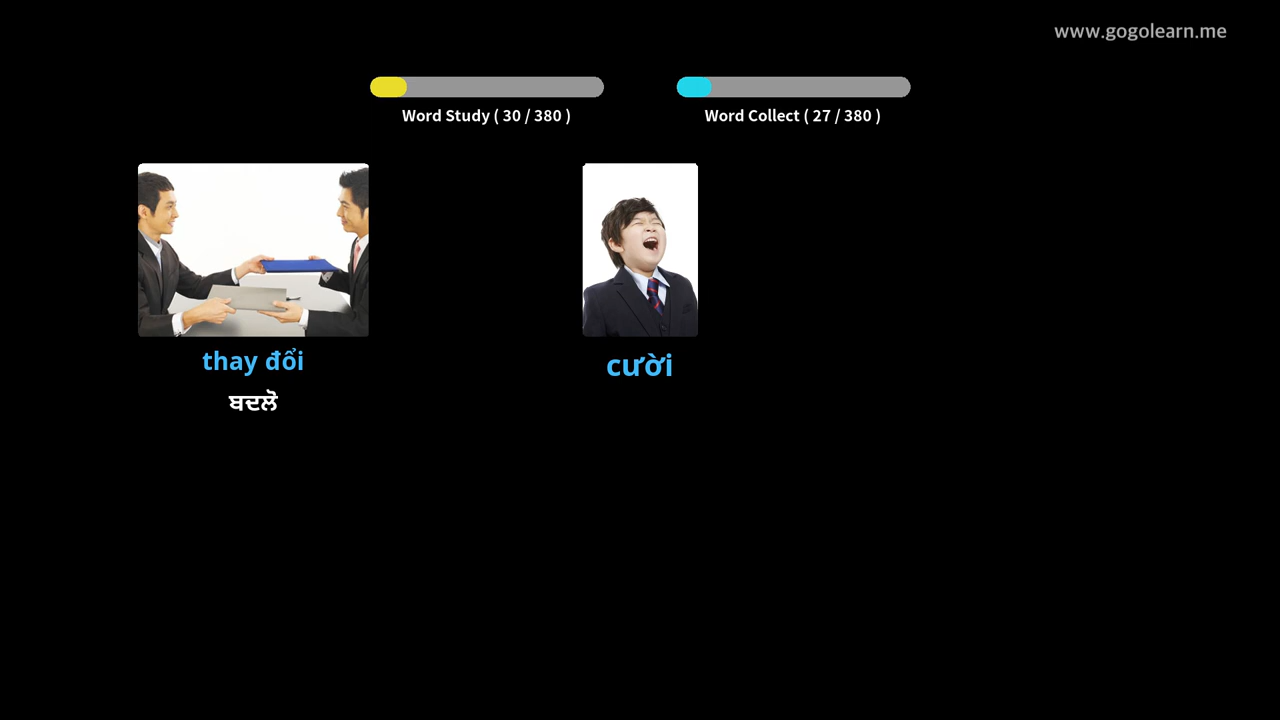 www.gogolearn.me
Word Study ( 30 / 380 )
Word Collect ( 27 / 380 )
thay đổi
ਬਦਲੋ
cười